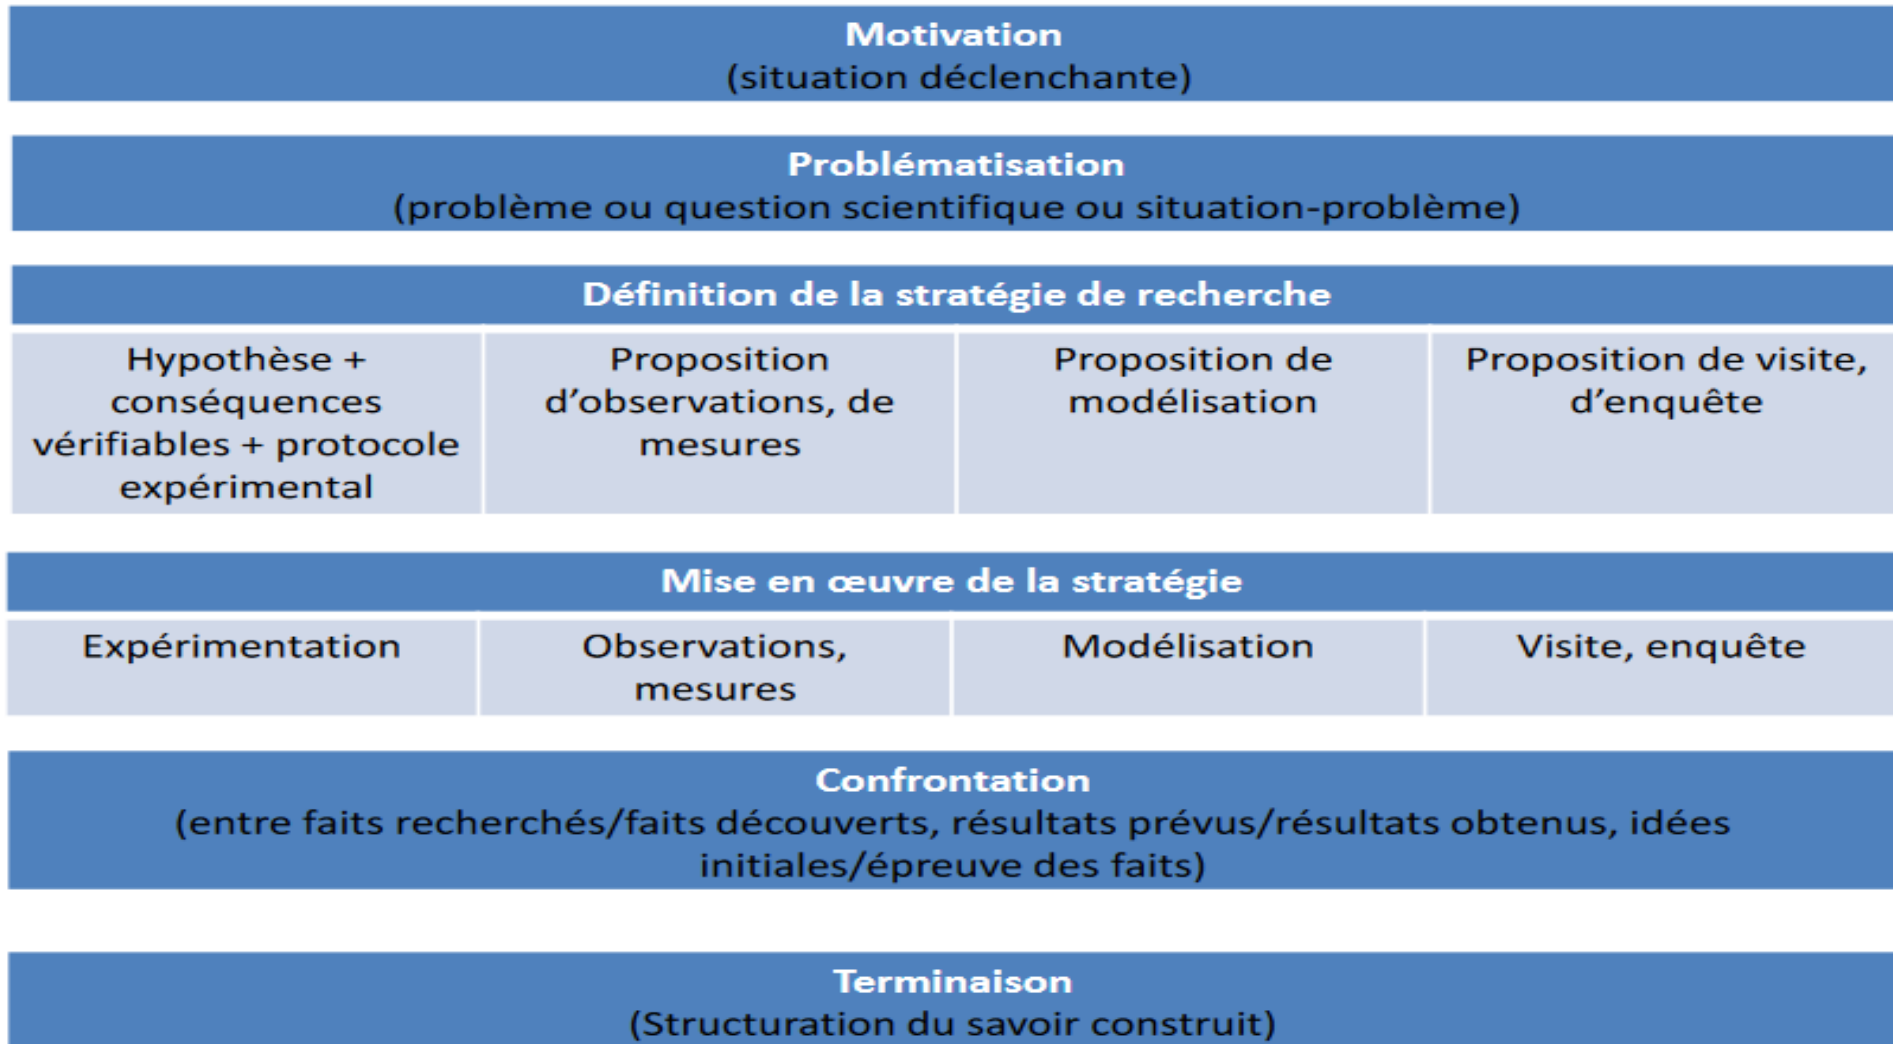 Motivation
(situation déclenchante)
Problématisation
(problème ou question scientifique ou situation-problème)
Définition de la stratégie de recherche
Hypothèse +
conséquences
vérifiables + protocole
expérimental
Proposition
d’observations, de
mesures
Proposition de
modélisation
Proposition de visite,
d’enquête
Mise en œuvre de la stratégie
Expérimentation
Observations,
mesures
Modélisation
Visite, enquête
Confrontation
(entre faits recherchés/faits découverts, résultats prévus/résultats obtenus, idées
initiales/épreuve des faits)
Terminaison
(Structuration du savoir construit)